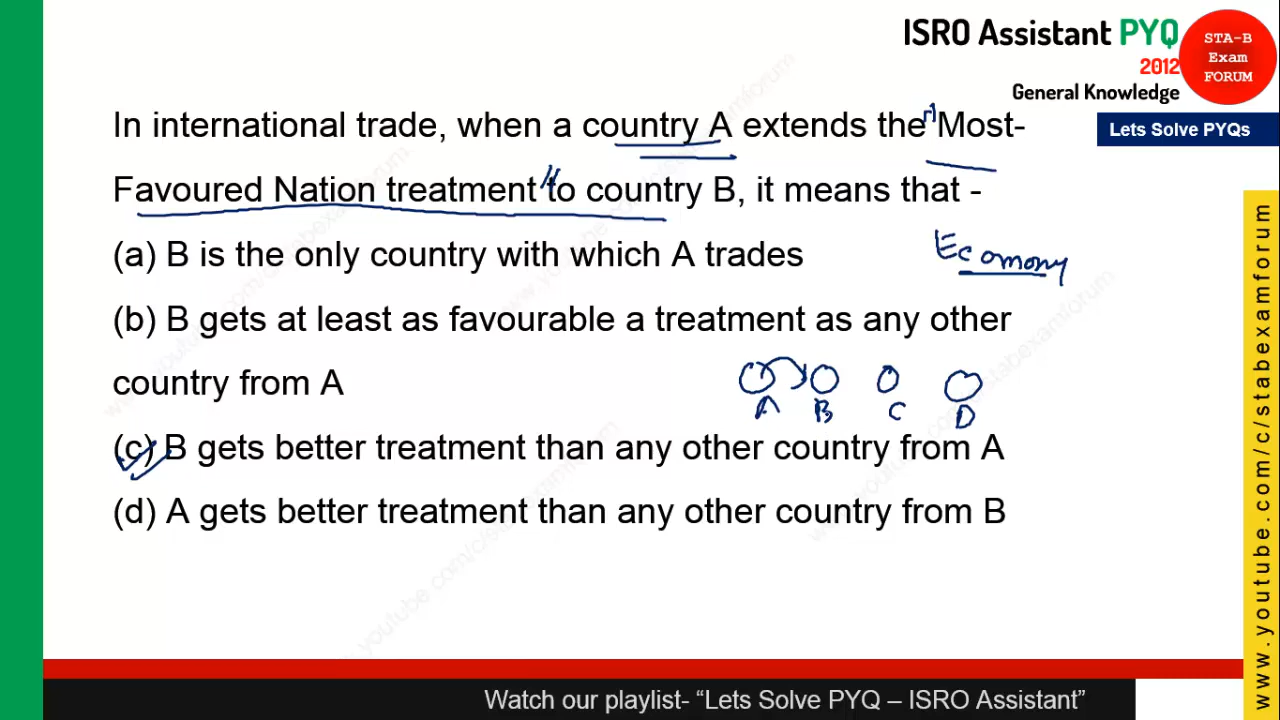 ISRO Assistant PYQ
2012
General Knowledge
STA-B
Exam
FORUM
Lets Solve PYQs
In international trade, when a country A extends the "Most-
Favoured Nation treatment" to country B, it means that -
(a) B is the only country with which A trades
Ecomony
(b) B gets at least as favourable a treatment as any other
country from A
A B C D
(c) B gets better treatment than any other country from A
(d) A gets better treatment than any other country from B
www.youtube.com/c/stabexamforum
Watch our playlist- “Lets Solve PYQ – ISRO Assistant”